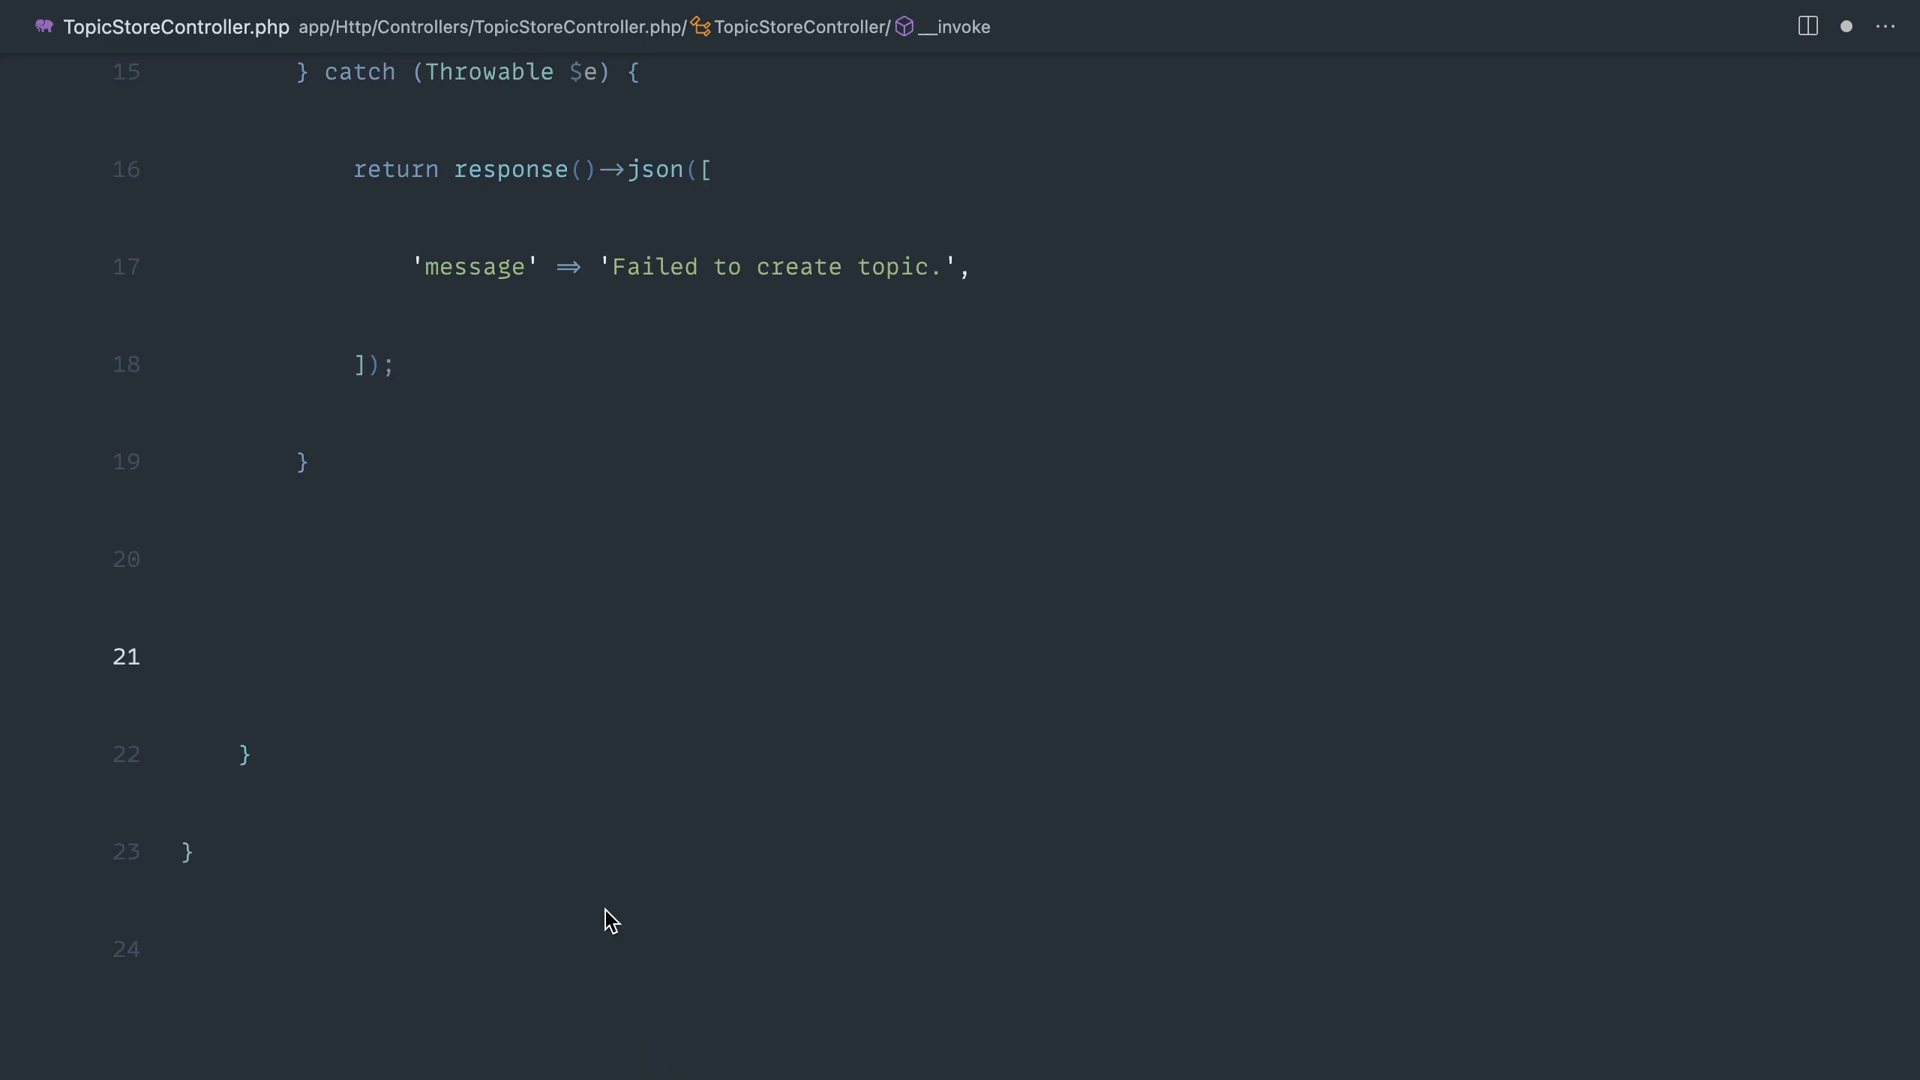 TopicStoreController.php app/Http/Controllers/TopicStoreController.php/ TopicStoreController/ __invoke
15 } catch (Throwable $e) {
16 return response()->json([
17 'message' => 'Failed to create topic.',
18 ]);
19 }
20
21
22 }
23 }
24